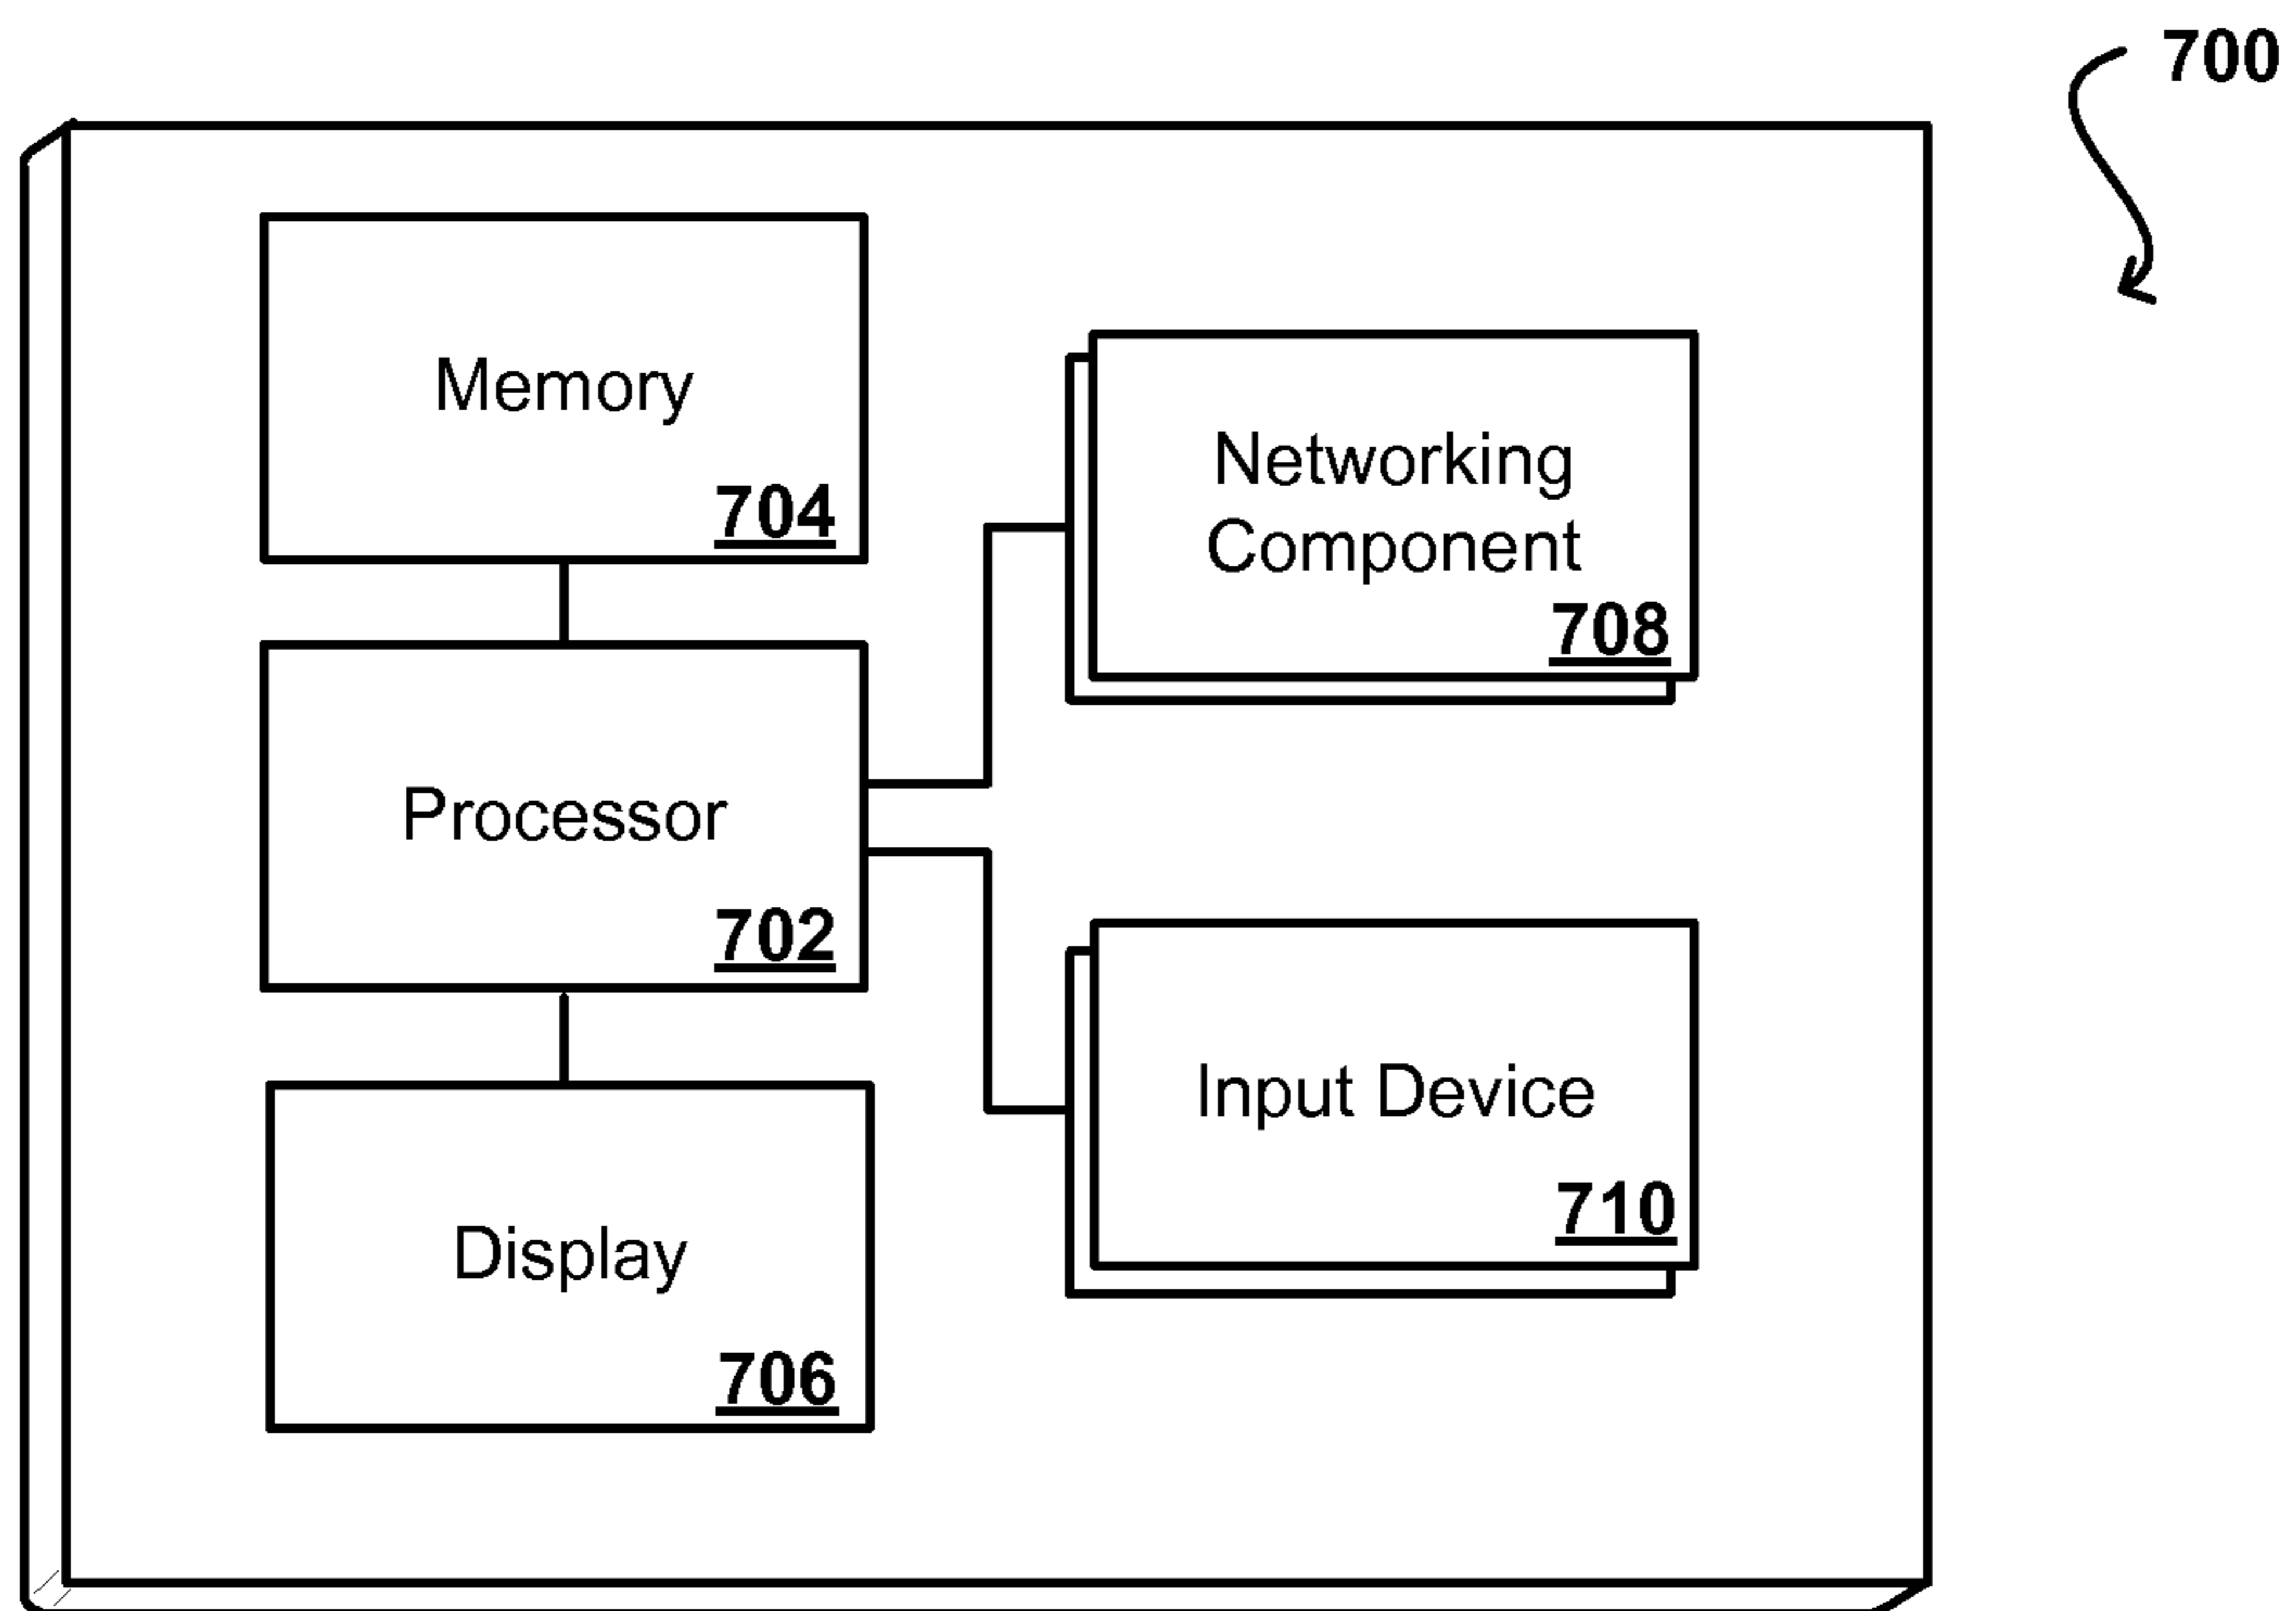 700
Memory
704
Networking
Component
708
Processor
702
Input Device
710
Display
706